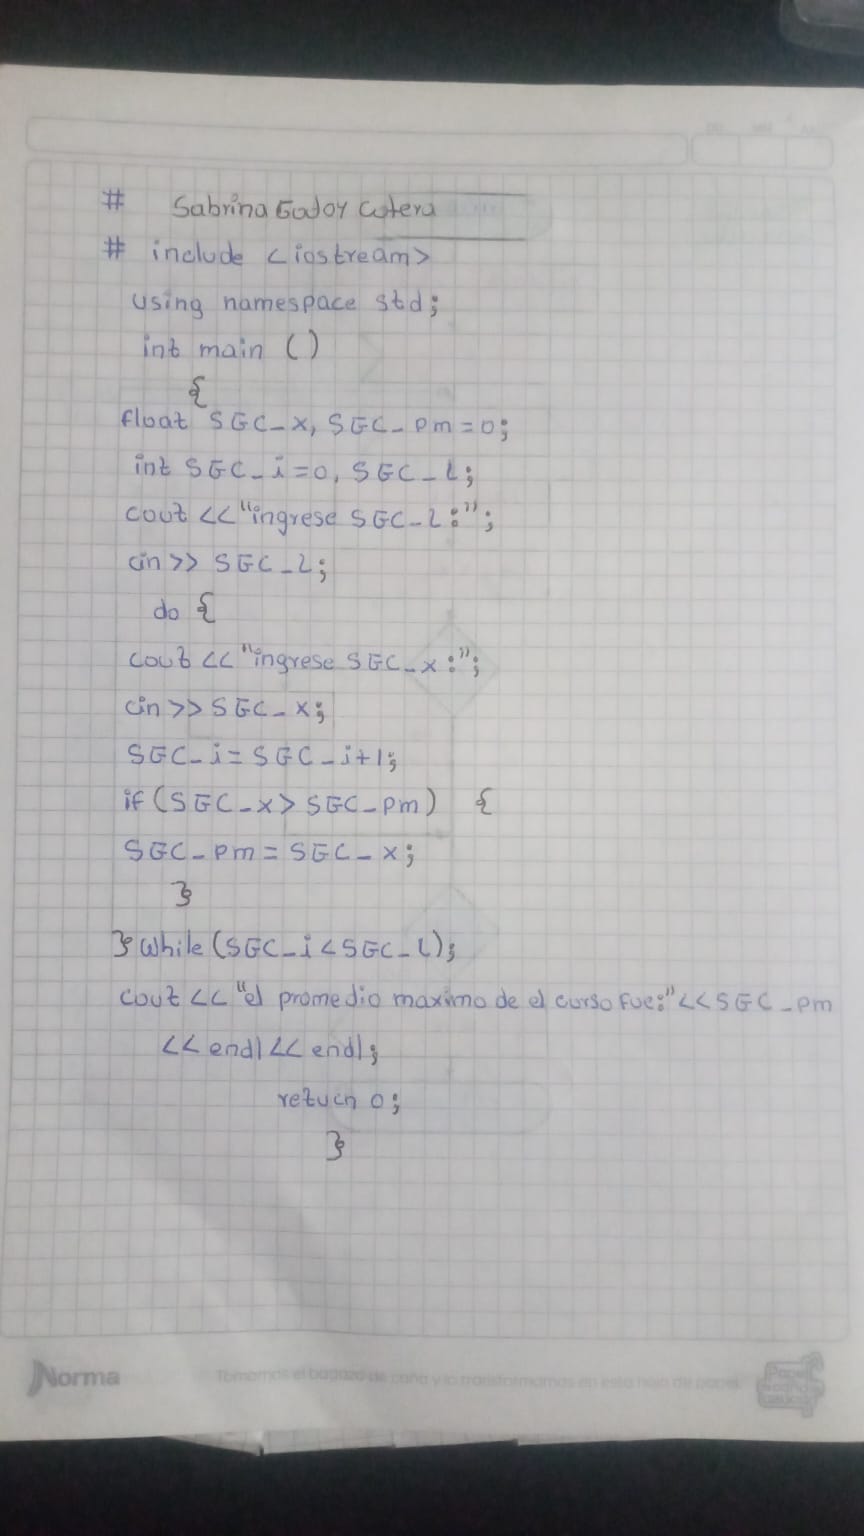 # Sabrina Godoy Cotera
# include <iostream>
using namespace std;
int main ()
{
float SGC_x, SGC_pm=0;
int SGC_i=0, SGC_L;
cout <<"ingrese SGC_L:";
cin>> SGC_L;
do {
cout <<"ingrese SGC_x:";
cin>>SGC_x;
SGC_i=SGC_i+1;
if(SGC_x> SGC_pm) {
SGC_pm=SGC_x;
}
}while(SGC_i<SGC_L);
cout <<"el promedio maximo de el curso fue:"<<SGC_pm
<<endl<<endl;
return 0;
}
Norma
Tomamos el bagazo de caña y lo transformamos en esta hoja de papel